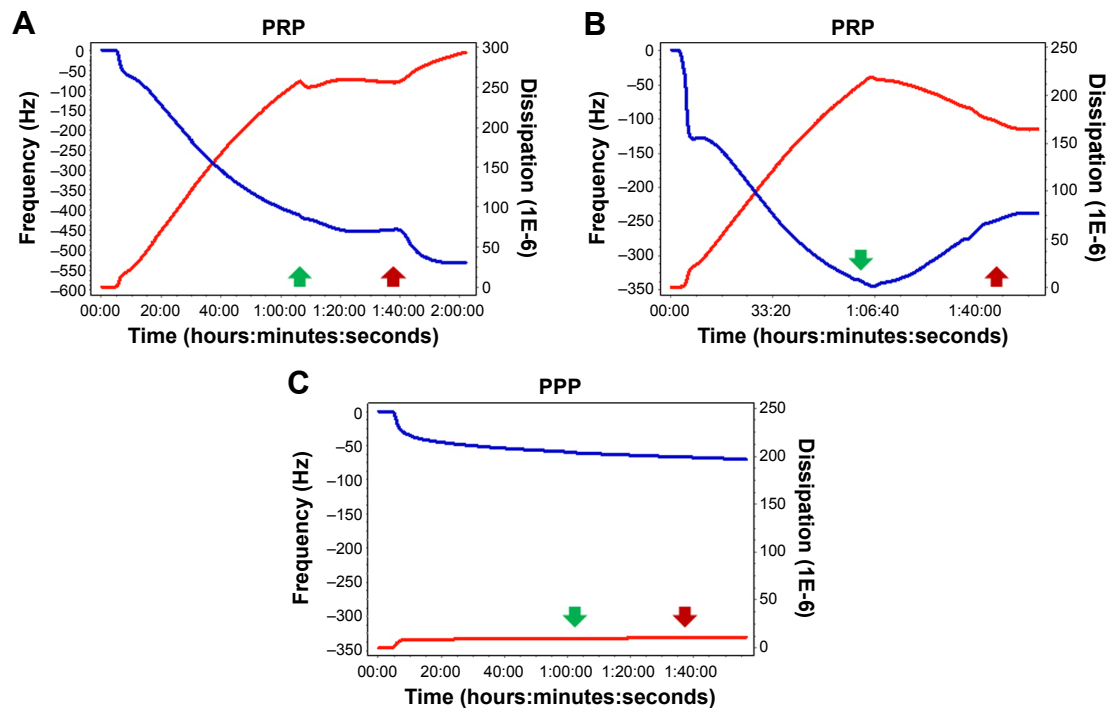 A
PRP
0
–50
–100
–150
–200
–250
–300
–350
–400
–450
–500
–550
–600
Frequency (Hz)
300
250
200
150
100
50
0
Dissipation (1E-6)
00:00 20:00 40:00 1:00:00 1:20:00 1:40:00 2:00:00
Time (hours:minutes:seconds)
B
PRP
0
–50
–100
–150
–200
–250
–300
–350
Frequency (Hz)
250
200
150
100
50
0
Dissipation (1E-6)
00:00 33:20 1:06:40 1:40:00
Time (hours:minutes:seconds)
C
PPP
0
–50
–100
–150
–200
–250
–300
–350
Frequency (Hz)
250
200
150
100
50
0
Dissipation (1E-6)
00:00 20:00 40:00 1:00:00 1:20:00 1:40:00
Time (hours:minutes:seconds)